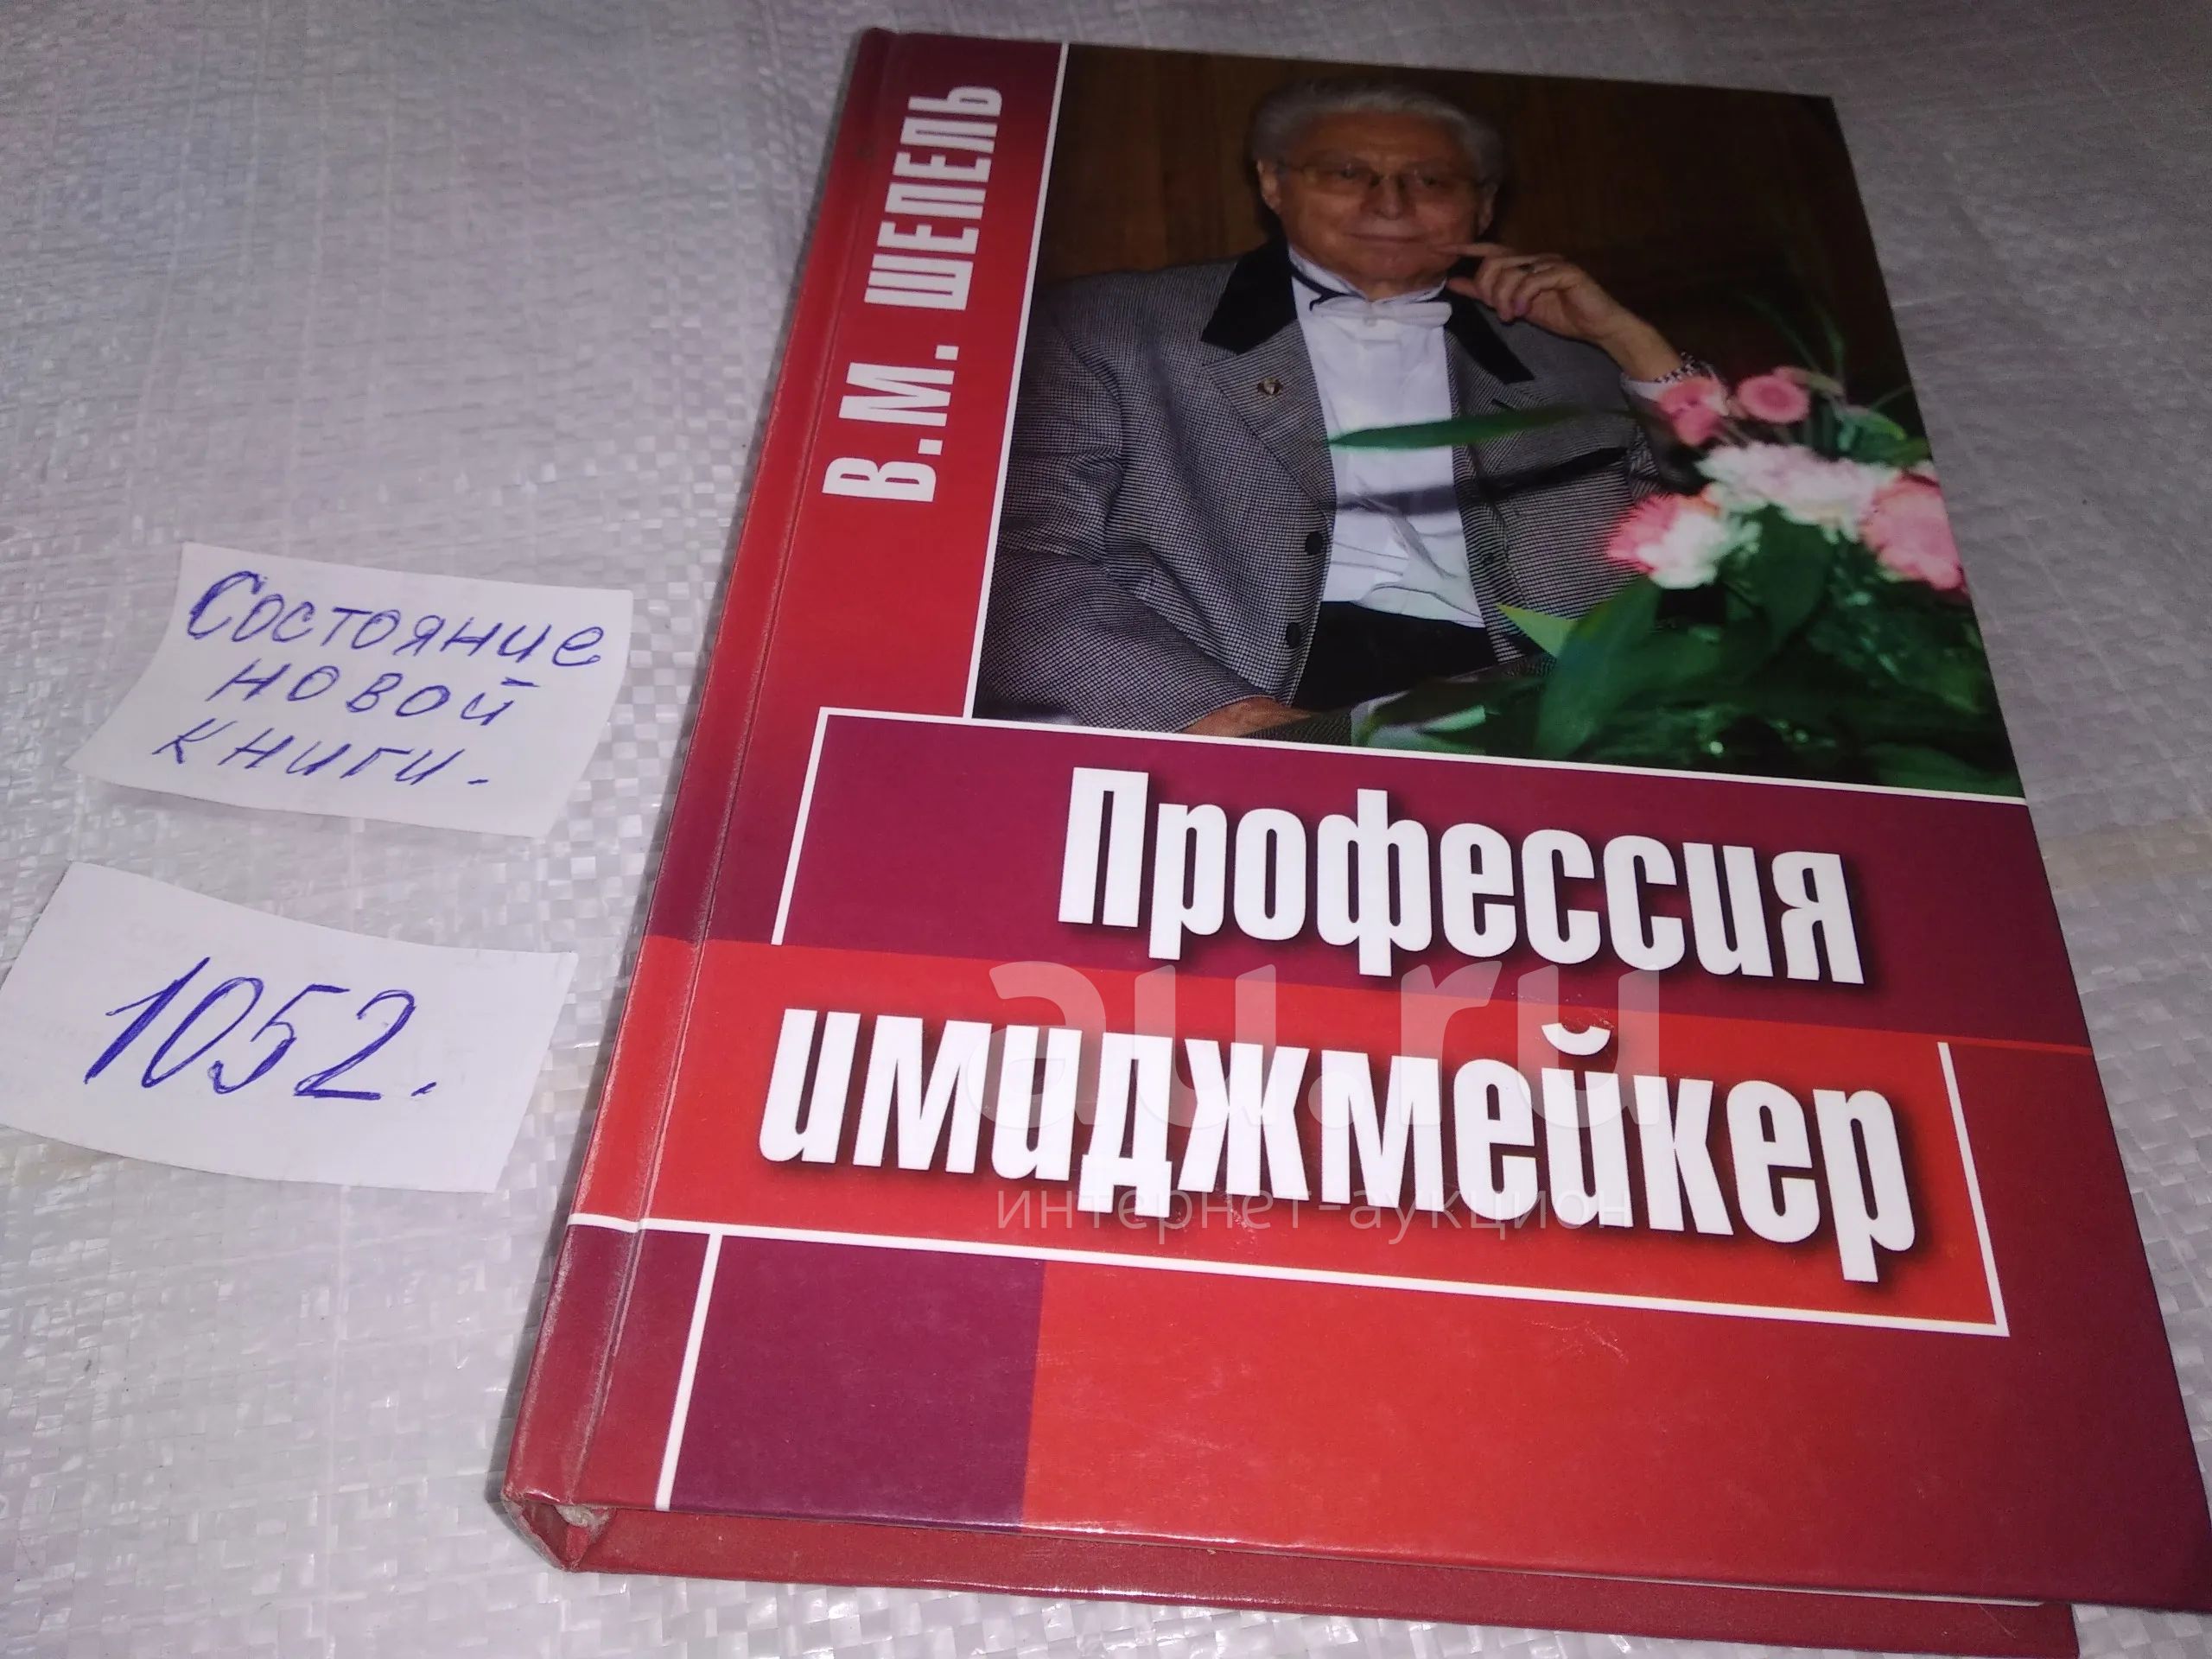 В.М. ШЕПЕЛЬ
Состояние
новой
книги.
1052.
Профессия
имиджмейкер
au.ru
интернет-аукцион